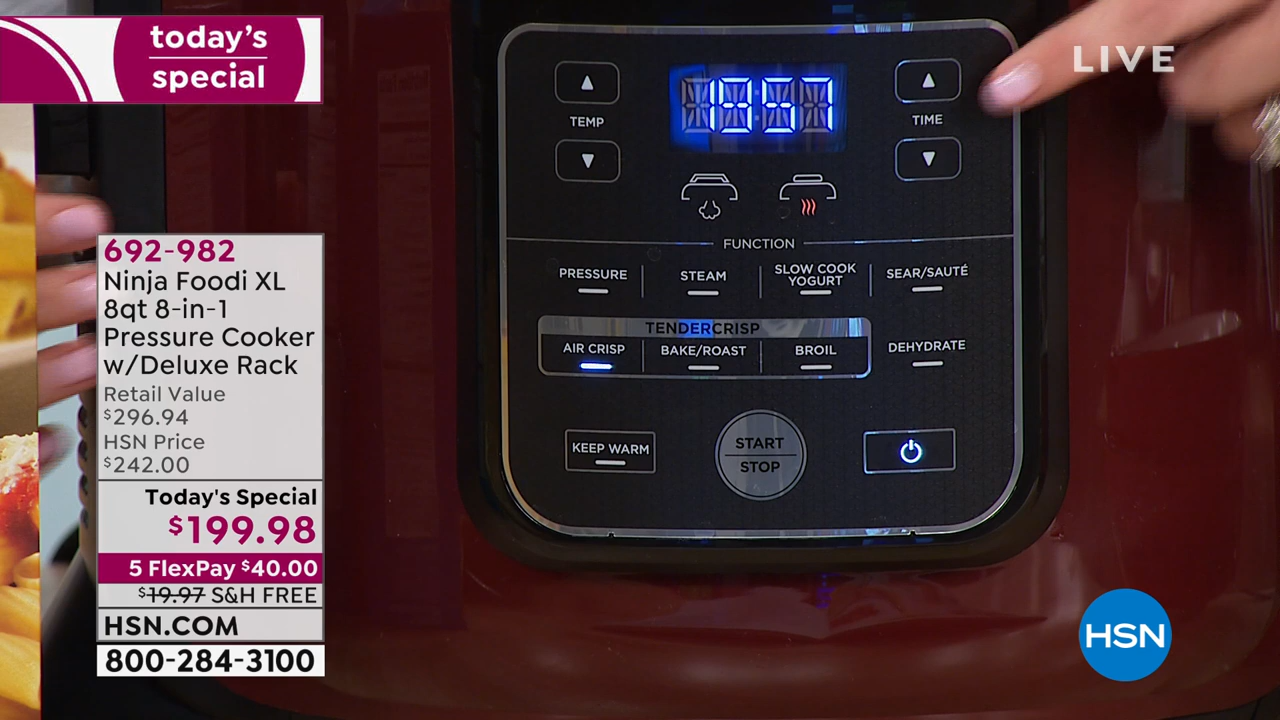 today's
special
LIVE
692-982
Ninja Foodi XL
8qt 8-in-1
Pressure Cooker
w/Deluxe Rack
Retail Value
$296.94
HSN Price
$242.00
Today's Special
$199.98
5 FlexPay $40.00
$19.97 S&H FREE
HSN.COM
800-284-3100
TEMP
19:57
TIME
FUNCTION
PRESSURE
STEAM
SLOW COOK
YOGURT
SEAR/SAUTÉ
TENDERCRISP
AIR CRISP
BAKE/ROAST
BROIL
DEHYDRATE
KEEP WARM
START
STOP
HSN